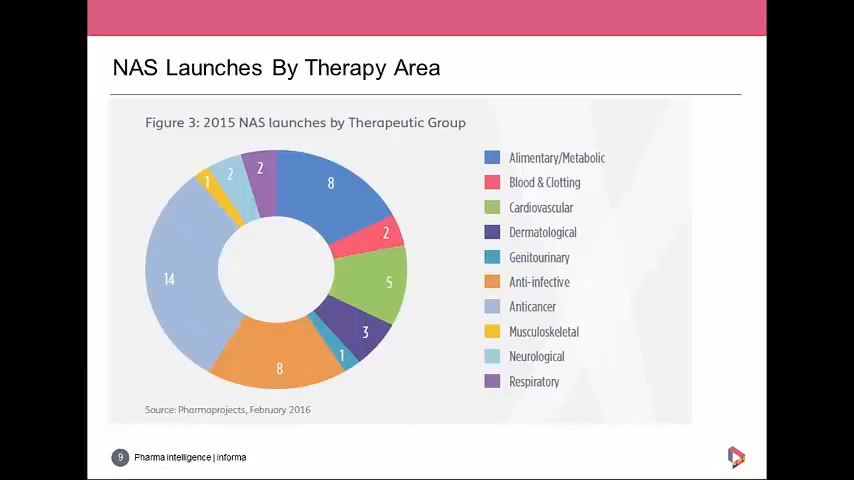 NAS Launches By Therapy Area
Figure 3: 2015 NAS launches by Therapeutic Group
2
2
1
8
2
14
5
3
1
8
Alimentary/Metabolic
Blood & Clotting
Cardiovascular
Dermatological
Genitourinary
Anti-infective
Anticancer
Musculoskeletal
Neurological
Respiratory
Source: Pharmaprojects, February 2016
9 Pharma intelligence | informa